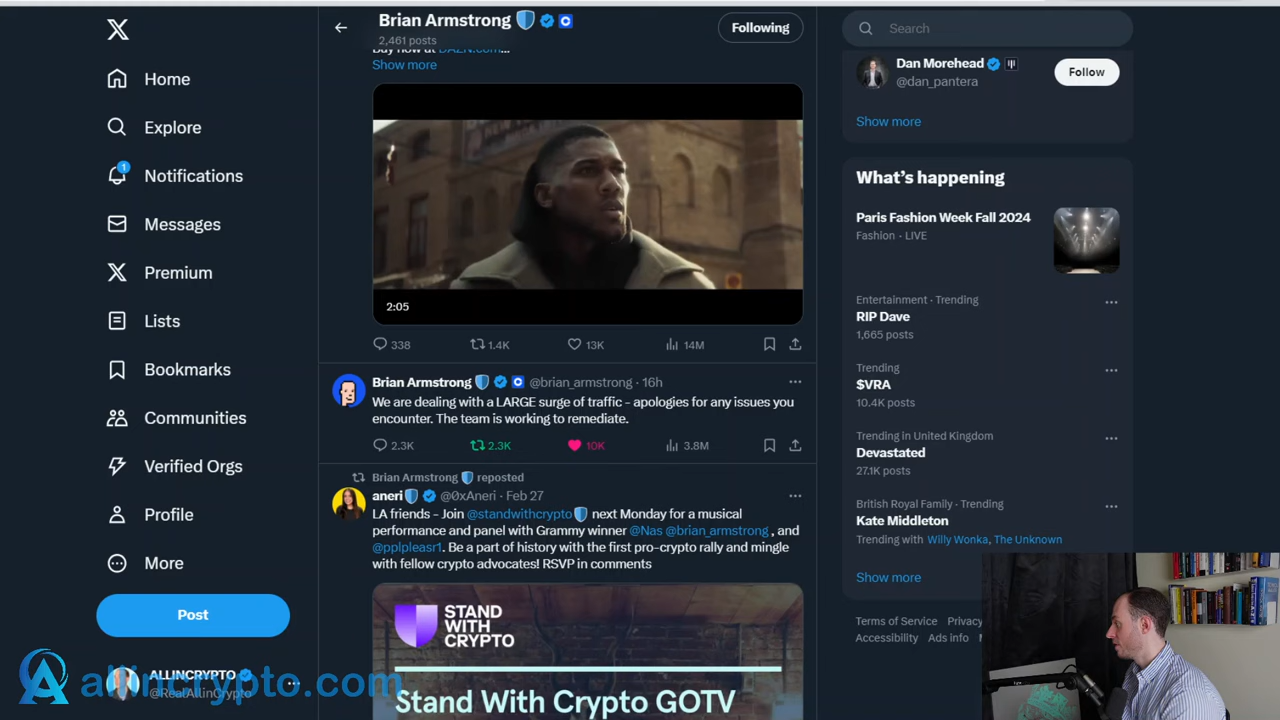 Brian Armstrong
2,461 posts
Following
Search
Home
Explore
1
Notifications
Messages
Premium
Lists
Bookmarks
Communities
Verified Orgs
Profile
More
Post
ALLINCRYPTO
@RealAllinCrypto
allincrypto.com
Buy now at DAZN.com...
Show more
2:05
338 1.4K 13K 14M
Brian Armstrong @brian_armstrong · 16h
We are dealing with a LARGE surge of traffic - apologies for any issues you
encounter. The team is working to remediate.
2.3K 2.3K 10K 3.8M
Brian Armstrong reposted
aneri @0xAneri · Feb 27
LA friends - Join @standwithcrypto next Monday for a musical
performance and panel with Grammy winner @Nas @brian_armstrong , and
@pplpleasr1. Be a part of history with the first pro-crypto rally and mingle
with fellow crypto advocates! RSVP in comments
STAND
WITH
CRYPTO
Stand With Crypto GOTV
Dan Morehead
@dan_pantera
Follow
Show more
What's happening
Paris Fashion Week Fall 2024
Fashion · LIVE
Entertainment · Trending
RIP Dave
1,665 posts
Trending
$VRA
10.4K posts
Trending in United Kingdom
Devastated
27.1K posts
British Royal Family · Trending
Kate Middleton
Trending with Willy Wonka, The Unknown
Show more
Terms of Service Privacy
Accessibility Ads info